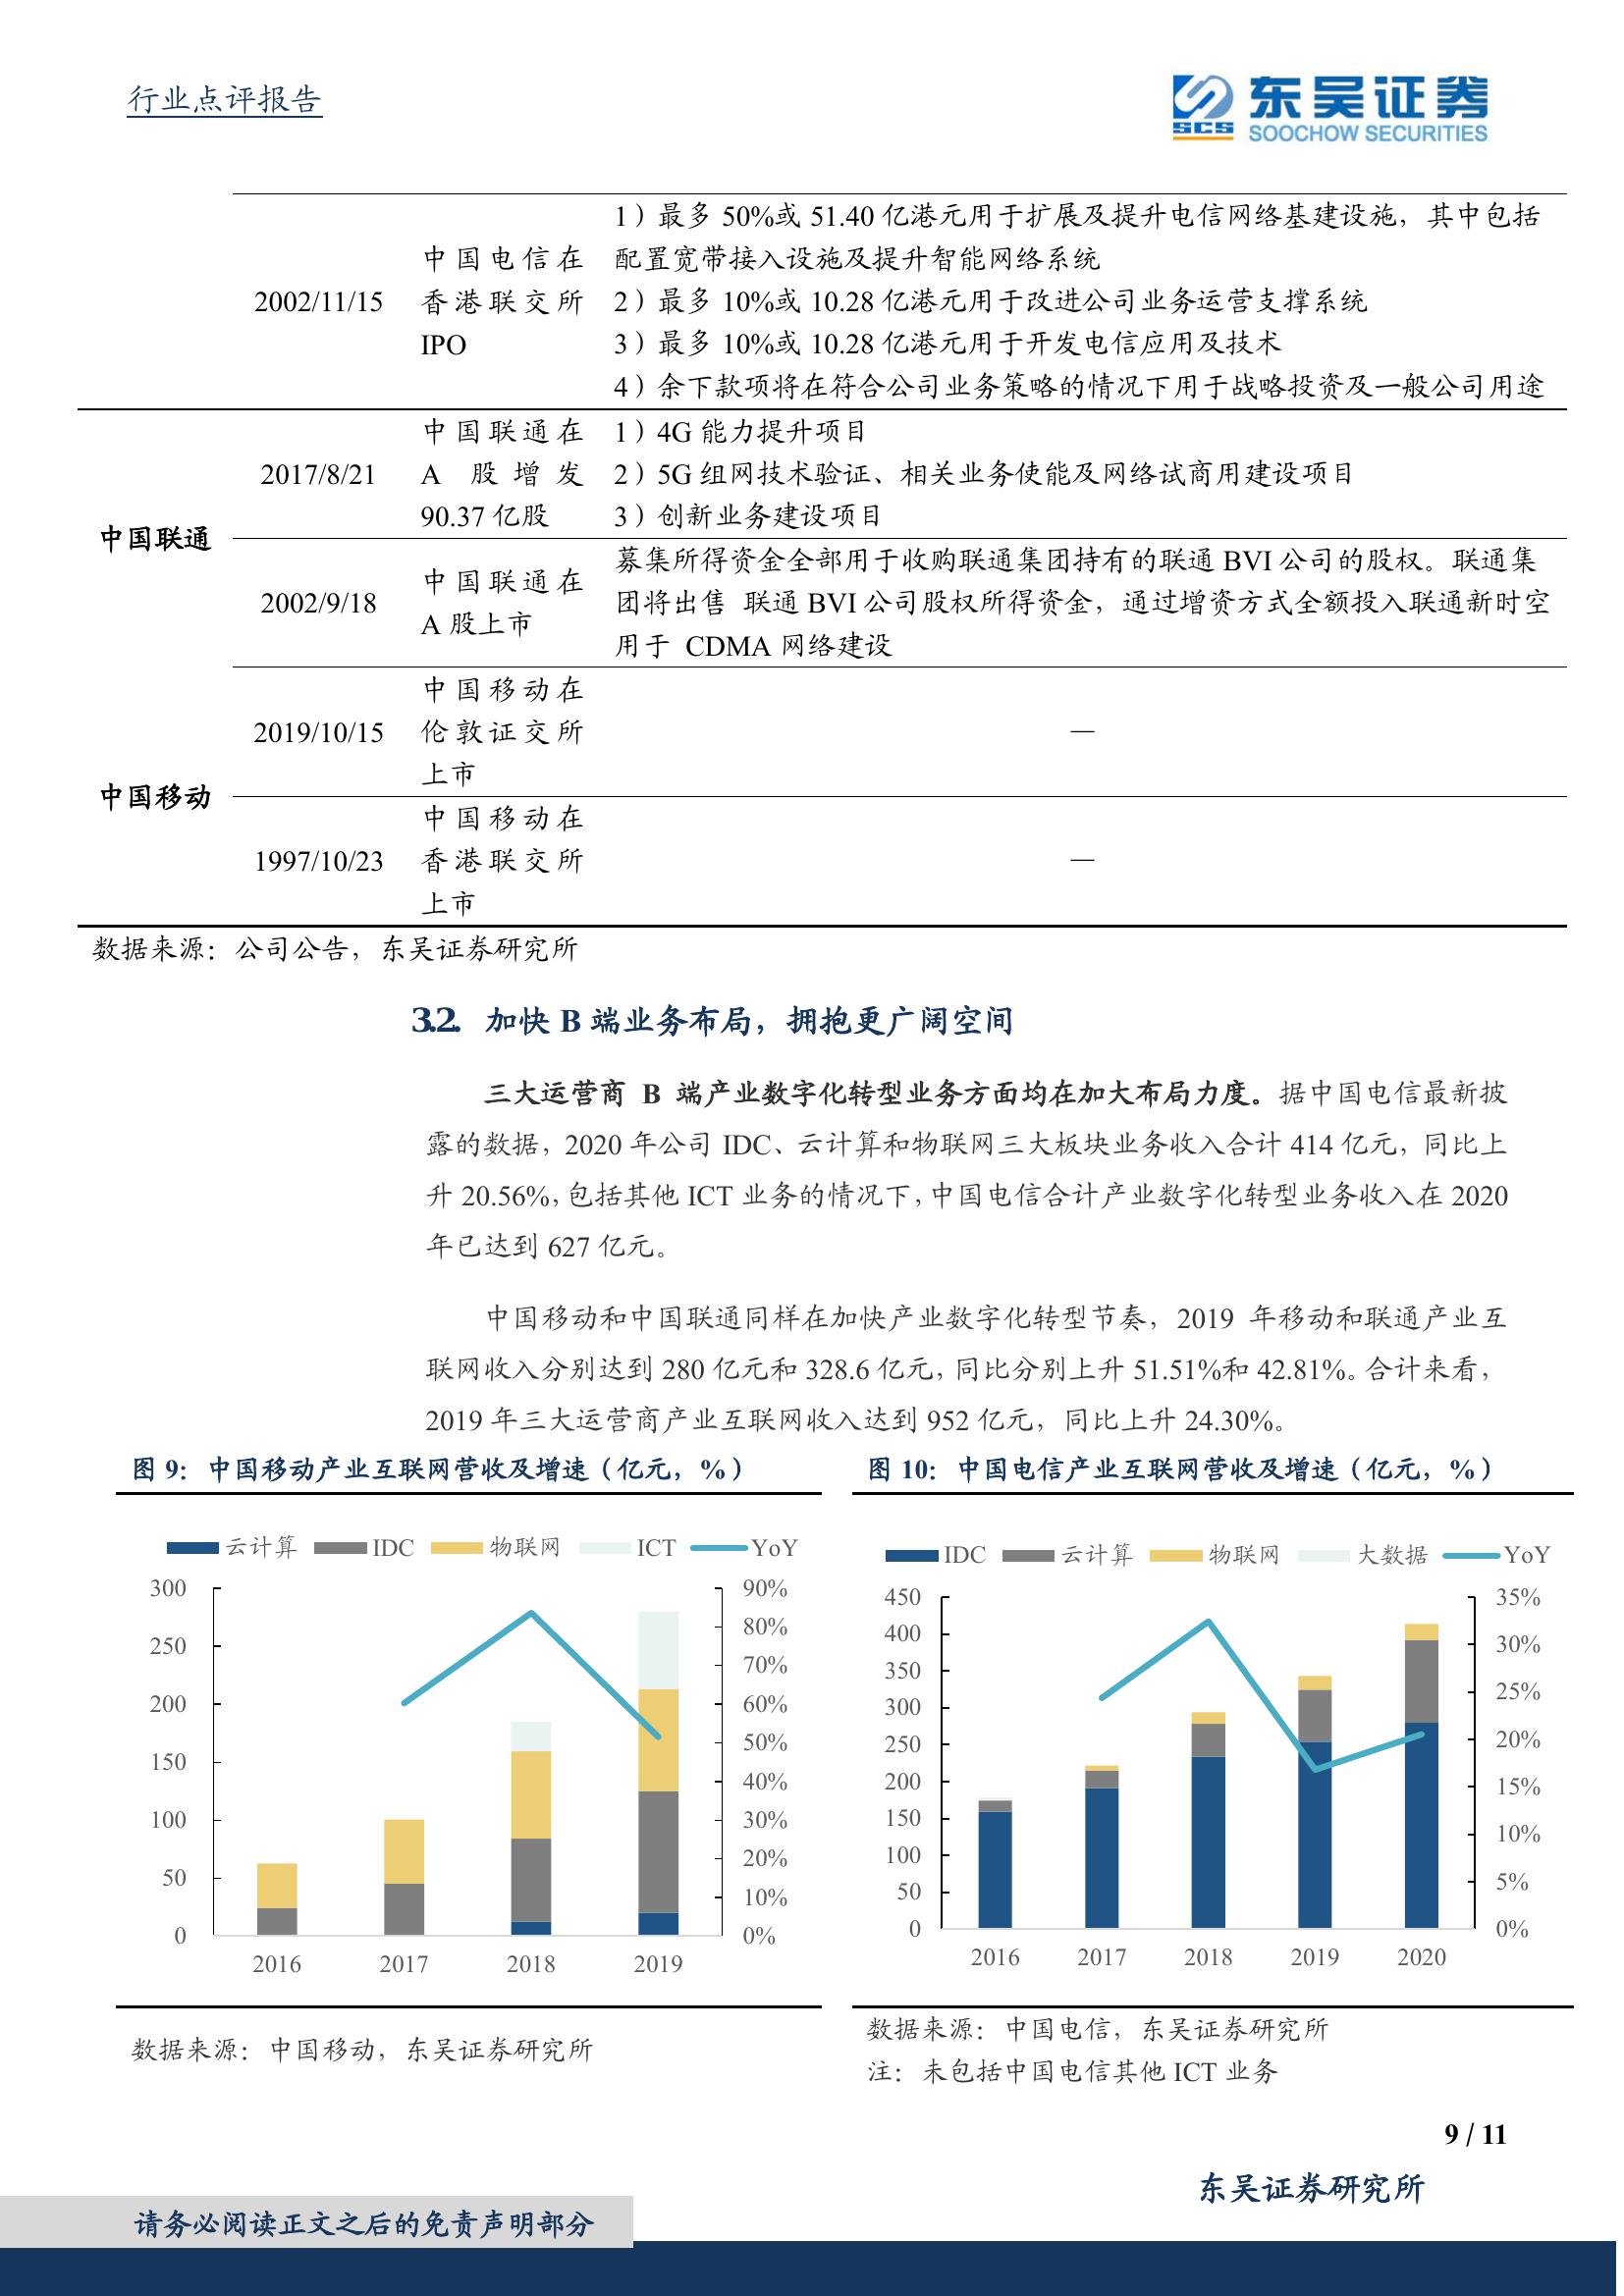 行业点评报告
SCS
东吴证券
SOOCHOW SECURITIES
1）最多 50%或 51.40 亿港元用于扩展及提升电信网络基建设施，其中包括
配置宽带接入设施及提升智能网络系统
2）最多 10%或 10.28 亿港元用于改进公司业务运营支撑系统
3）最多 10%或 10.28 亿港元用于开发电信应用及技术
4）余下款项将在符合公司业务策略的情况下用于战略投资及一般公司用途
2002/11/15
中国电信在
香港联交所
IPO
中国联通
2017/8/21
中国联通在
A 股增发
90.37 亿股
1）4G 能力提升项目
2）5G 组网技术验证、相关业务使能及网络试商用建设项目
3）创新业务建设项目
2002/9/18
中国联通在
A 股上市
募集所得资金全部用于收购联通集团持有的联通 BVI 公司的股权。联通集
团将出售 联通 BVI 公司股权所得资金，通过增资方式全额投入联通新时空
用于 CDMA 网络建设
中国移动
2019/10/15
中国移动在
伦敦证交所
上市
—
1997/10/23
中国移动在
香港联交所
上市
—
数据来源：公司公告，东吴证券研究所
3.2. 加快 B 端业务布局，拥抱更广阔空间
三大运营商 B 端产业数字化转型业务方面均在加大布局力度。据中国电信最新披
露的数据，2020 年公司 IDC、云计算和物联网三大板块业务收入合计 414 亿元，同比上
升 20.56%，包括其他 ICT 业务的情况下，中国电信合计产业数字化转型业务收入在 2020
年已达到 627 亿元。
中国移动和中国联通同样在加快产业数字化转型节奏，2019 年移动和联通产业互
联网收入分别达到 280 亿元和 328.6 亿元，同比分别上升 51.51%和 42.81%。合计来看，
2019 年三大运营商产业互联网收入达到 952 亿元，同比上升 24.30%。
图 9：中国移动产业互联网营收及增速（亿元，%）
云计算 IDC 物联网 ICT YoY
300
250
200
150
100
50
0
90%
80%
70%
60%
50%
40%
30%
20%
10%
0%
2016 2017 2018 2019
数据来源：中国移动，东吴证券研究所
图 10：中国电信产业互联网营收及增速（亿元，%）
IDC 云计算 物联网 大数据 YoY
450
400
350
300
250
200
150
100
50
0
35%
30%
25%
20%
15%
10%
5%
0%
2016 2017 2018 2019 2020
数据来源：中国电信，东吴证券研究所
注：未包括中国电信其他 ICT 业务
9 / 11
东吴证券研究所
请务必阅读正文之后的免责声明部分